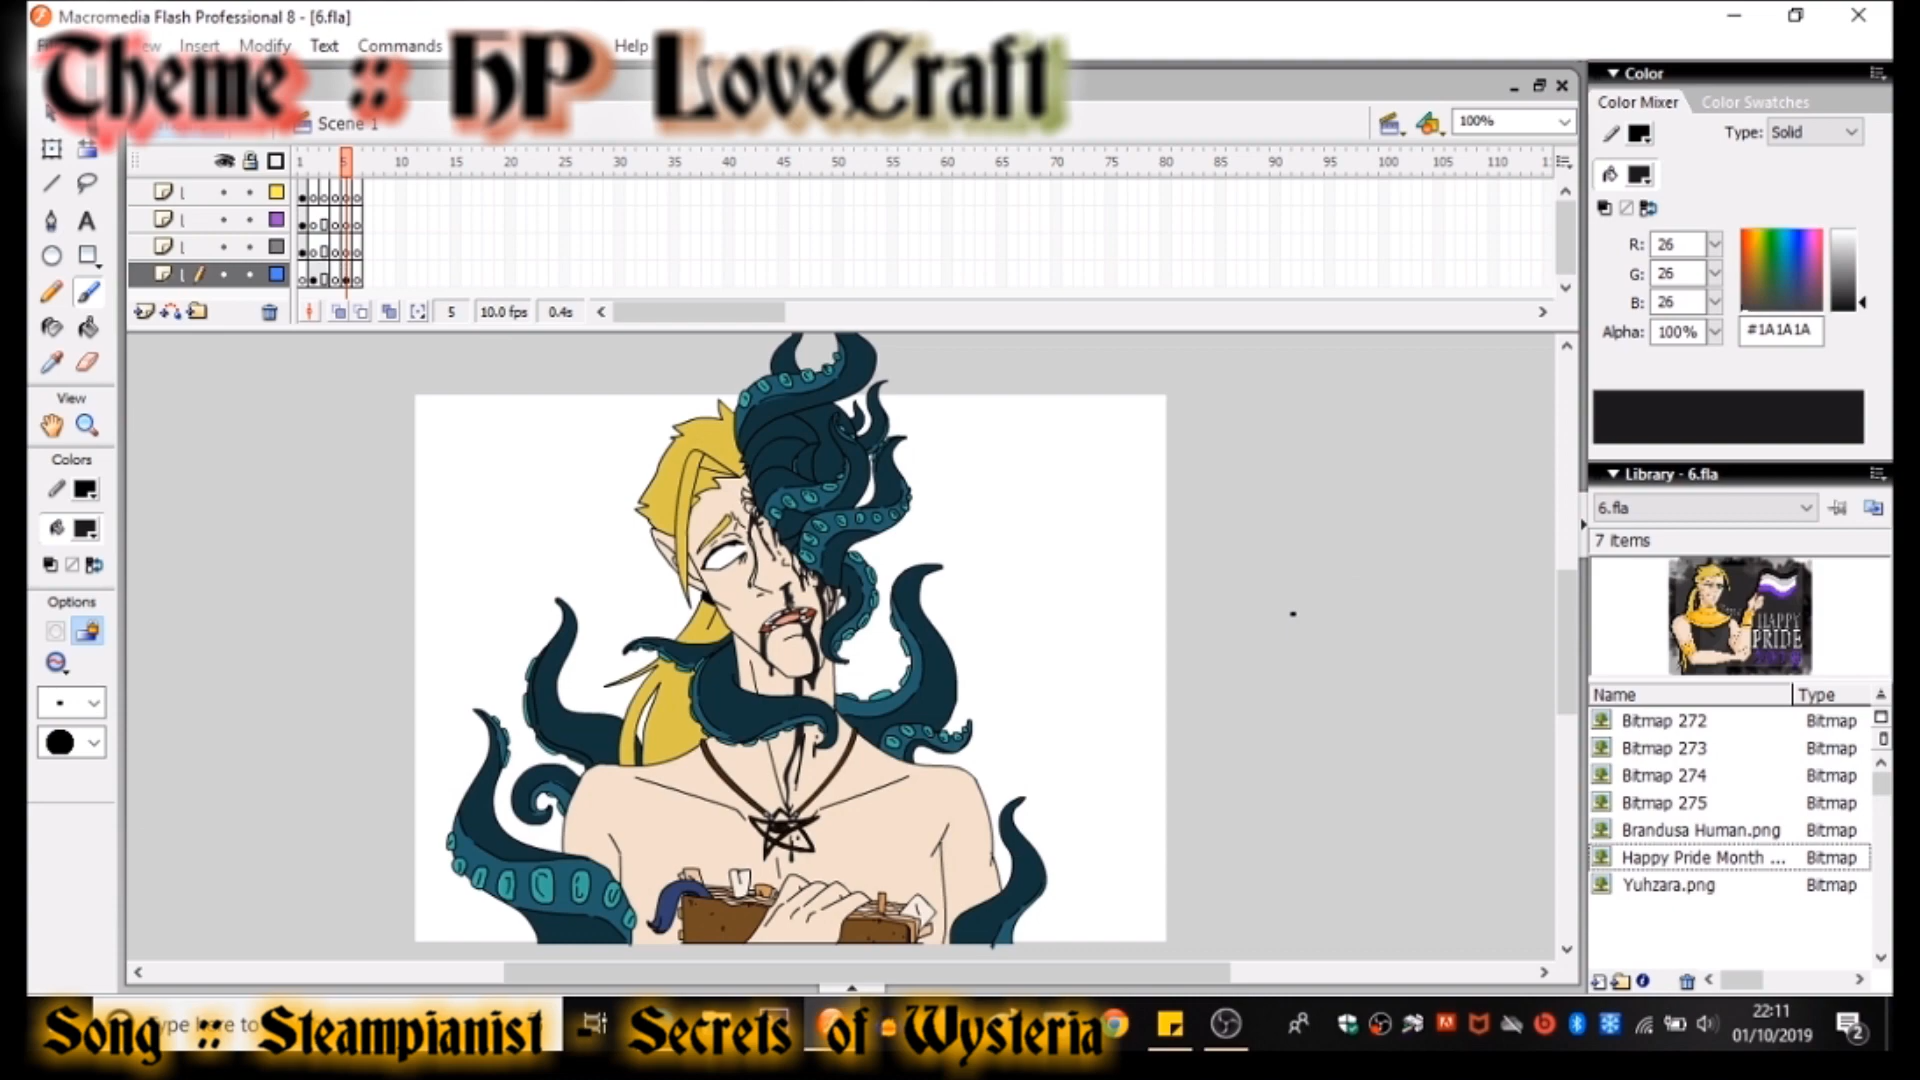 Macromedia Flash Professional 8 - [6.fla]
Insert Modify Text Commands Help
Theme :: HP LoveCraft
Scene 1
100%
1 5 10 15 20 25 30 35 40 45 50 55 60 65 70 75 80 85 90 95 100 105 110
5 10.0 fps 0.4s
View
Colors
Options
Color
Color Mixer Color Swatches
Type: Solid
R: 26
G: 26
B: 26
Alpha: 100% #1A1A1A
Library - 6.fla
6.fla
7 items
HAPPY
PRIDE
Name Type
Bitmap 272 Bitmap
Bitmap 273 Bitmap
Bitmap 274 Bitmap
Bitmap 275 Bitmap
Brandusa Human.png Bitmap
Happy Pride Month ... Bitmap
Yuhzara.png Bitmap
Song :: Steampianist - Secrets of Wysteria
Type here to
22:11
01/10/2019
2